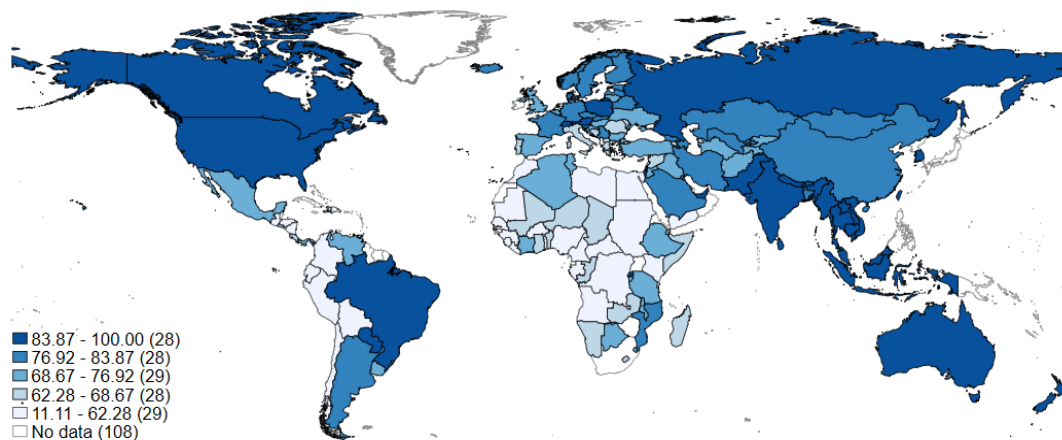 83.87 - 100.00 (28)
76.92 - 83.87 (28)
68.67 - 76.92 (29)
62.28 - 68.67 (28)
11.11 - 62.28 (29)
No data (108)